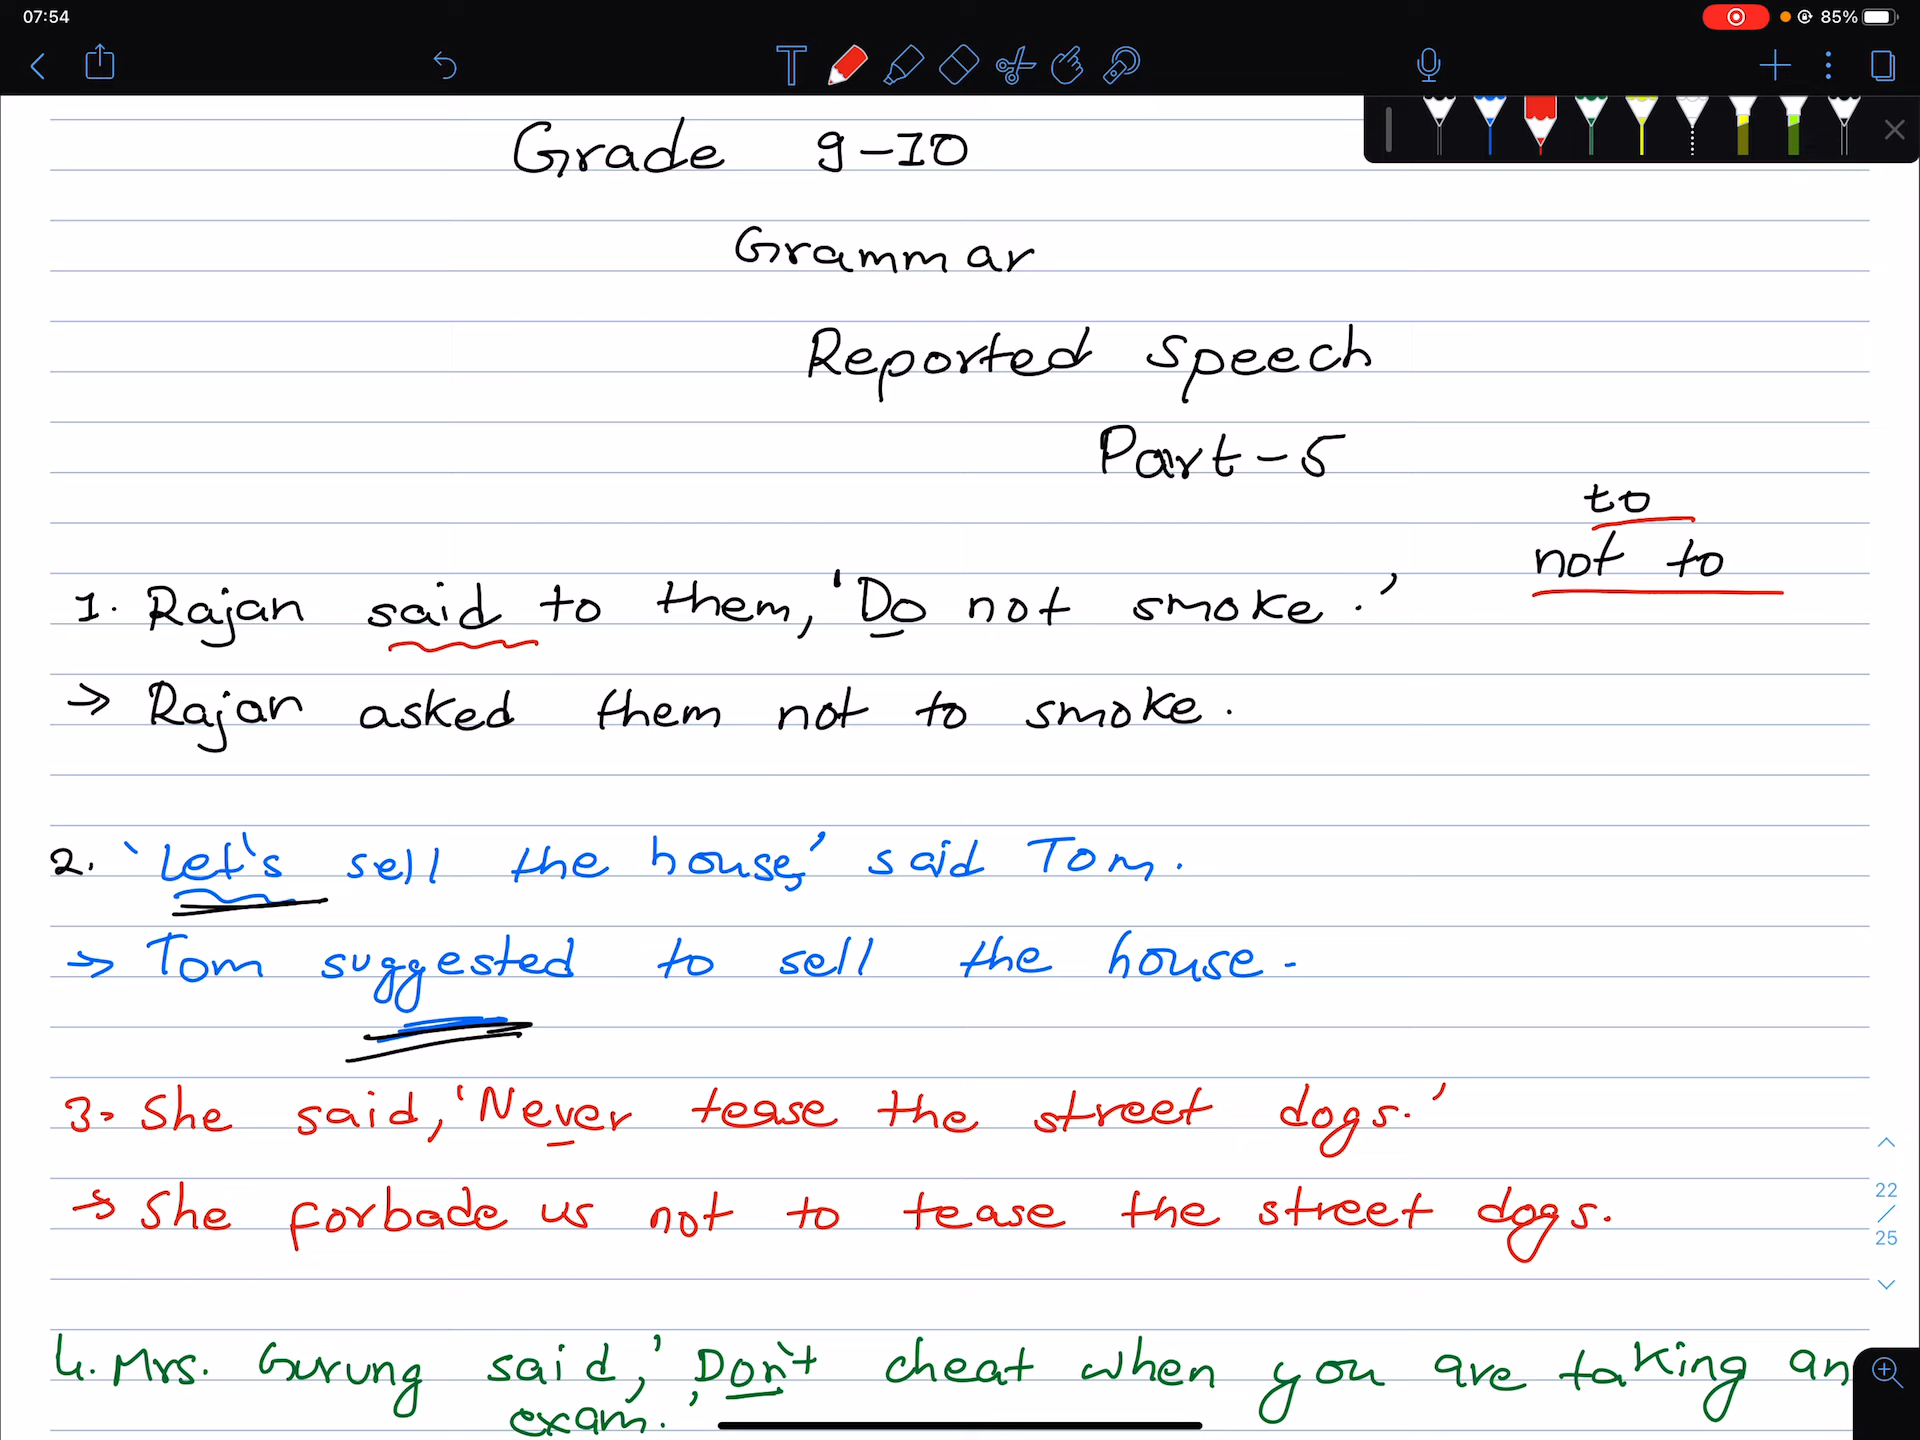 07:54
85%
Grade 9-10
Grammar
Reported speech
Part-5
to
not to
1. Rajan said to them, 'Do not smoke.'
→ Rajan asked them not to smoke.
2. 'Let's sell the house,' said Tom.
→ Tom suggested to sell the house.
3. She said, 'Never tease the street dogs.'
→ She forbade us not to tease the street dogs.
22
/
25
4. Mrs. Gurung said, 'Don't cheat when you are taking an
exam.'